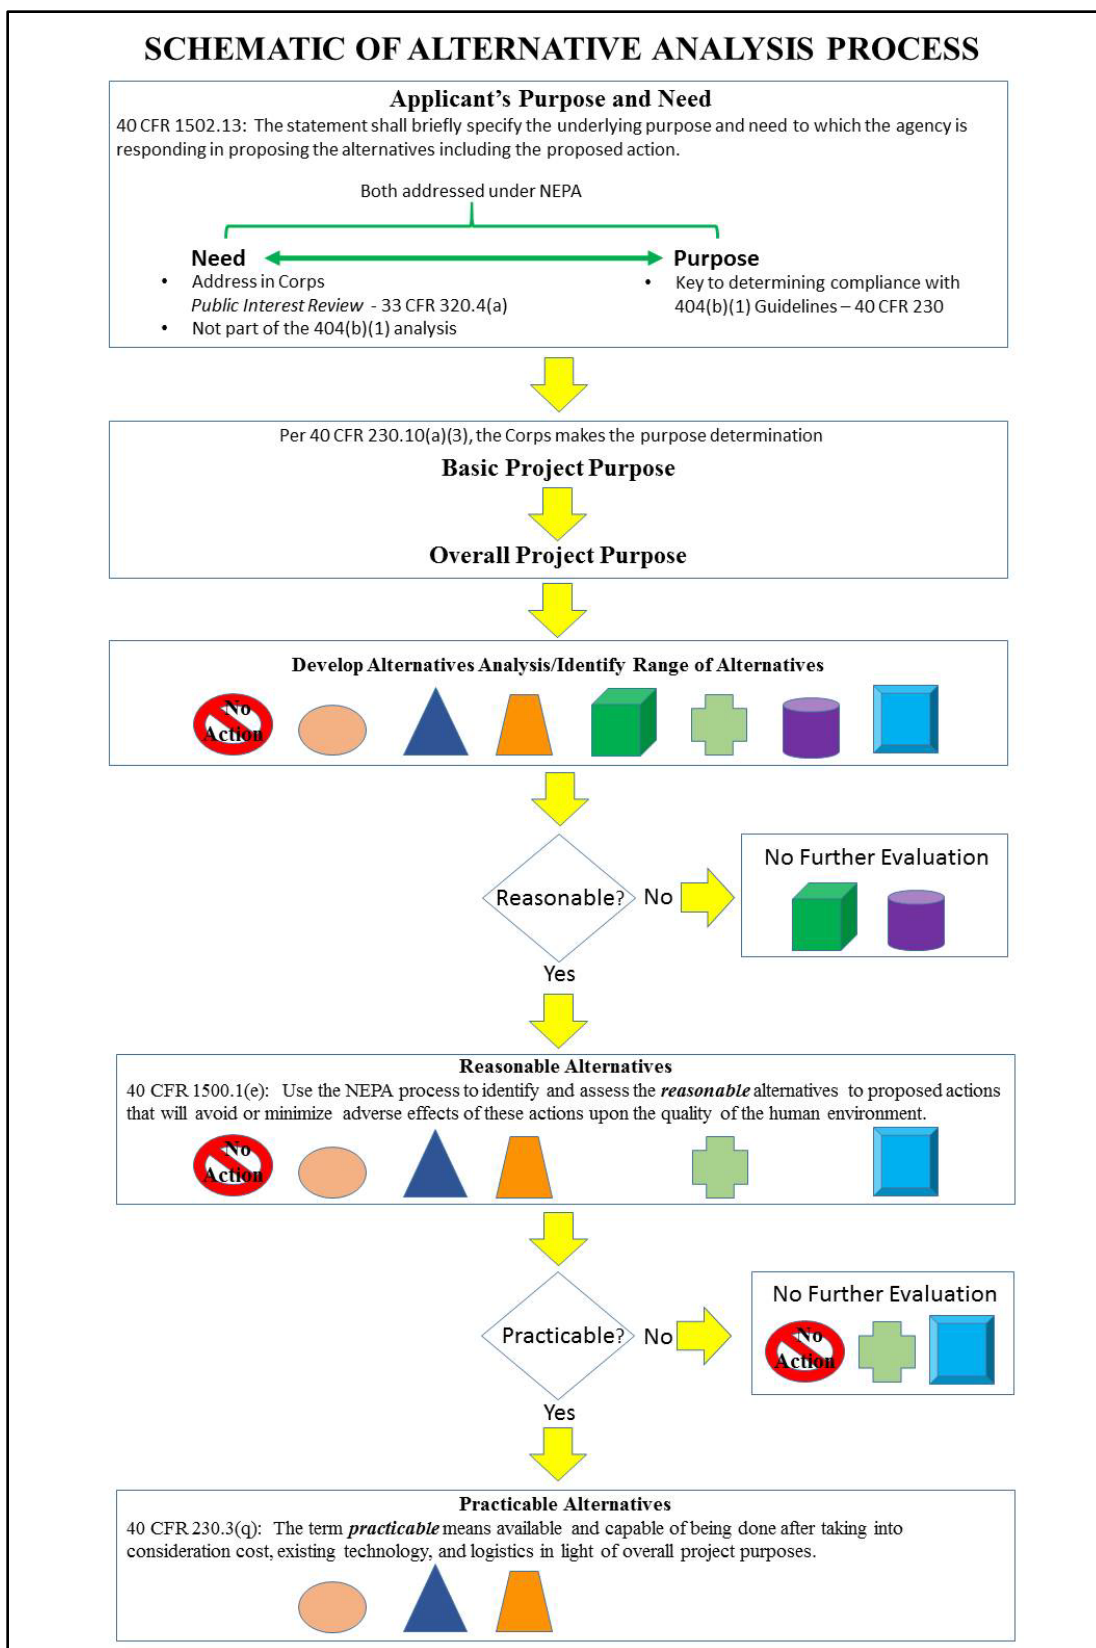 SCHEMATIC OF ALTERNATIVE ANALYSIS PROCESS
Applicant's Purpose and Need
40 CFR 1502.13: The statement shall briefly specify the underlying purpose and need to which the agency is
responding in proposing the alternatives including the proposed action.
Both addressed under NEPA
Need
• Address in Corps
Public Interest Review - 33 CFR 320.4(a)
• Not part of the 404(b)(1) analysis
Purpose
• Key to determining compliance with
404(b)(1) Guidelines – 40 CFR 230
Per 40 CFR 230.10(a)(3), the Corps makes the purpose determination
Basic Project Purpose
Overall Project Purpose
Develop Alternatives Analysis/Identify Range of Alternatives
No
Action
Reasonable?
No
No Further Evaluation
Yes
Reasonable Alternatives
40 CFR 1500.1(e): Use the NEPA process to identify and assess the reasonable alternatives to proposed actions
that will avoid or minimize adverse effects of these actions upon the quality of the human environment.
No
Action
Practicable?
No
No Further Evaluation
No
Action
Yes
Practicable Alternatives
40 CFR 230.3(q): The term practicable means available and capable of being done after taking into
consideration cost, existing technology, and logistics in light of overall project purposes.